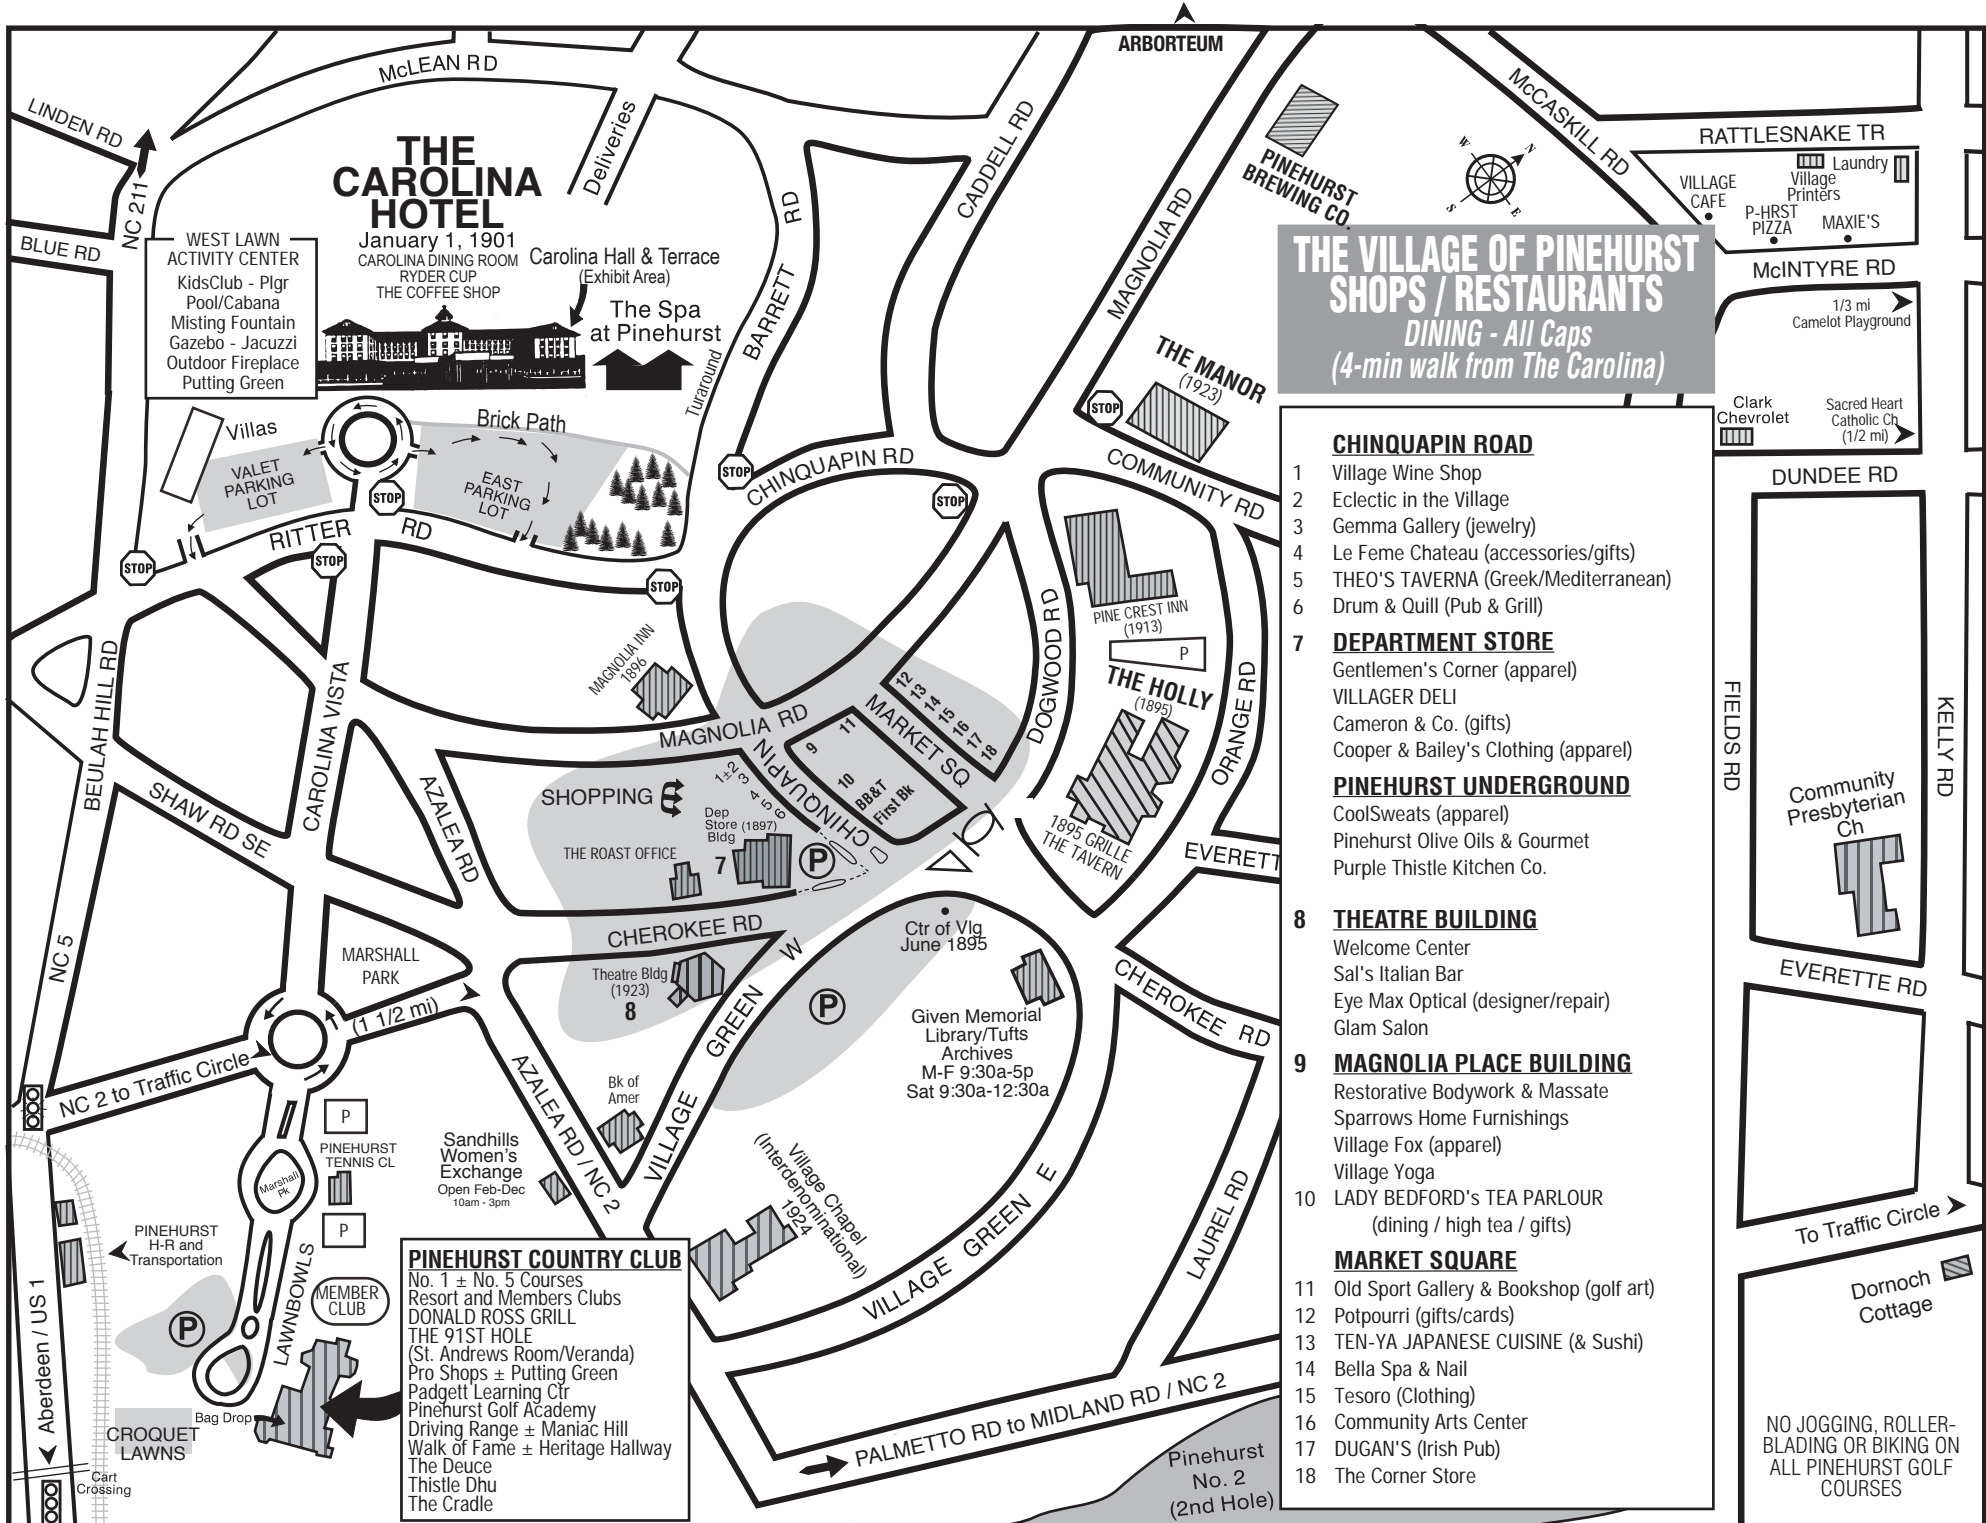 ARBORTEUM
McLEAN RD
LINDEN RD
NC 211
BLUE RD
Deliveries
THE
CAROLINA
HOTEL
January 1, 1901
CAROLINA DINING ROOM
RYDER CUP
THE COFFEE SHOP
Carolina Hall & Terrace
(Exhibit Area)
The Spa
at Pinehurst
WEST LAWN
ACTIVITY CENTER
KidsClub - Plgr
Pool/Cabana
Misting Fountain
Gazebo - Jacuzzi
Outdoor Fireplace
Putting Green
Villas
VALET
PARKING
LOT
Brick Path
EAST
PARKING
LOT
Turaround
BARRETT RD
CADDELL RD
MAGNOLIA RD
PINEHURST
BREWING CO.
W
N
S
E
McCASKILL RD
RATTLESNAKE TR
Laundry
Village
Printers
VILLAGE
CAFE
P-HRST
PIZZA
MAXIE'S
McINTYRE RD
1/3 mi
Camelot Playground
Clark
Chevrolet
Sacred Heart
Catholic Ch
(1/2 mi)
DUNDEE RD
THE MANOR
(1923)
STOP
COMMUNITY RD
STOP
CHINQUAPIN RD
STOP
STOP
STOP
STOP
STOP
RITTER RD
MAGNOLIA INN
1896
PINE CREST INN
(1913)
P
THE HOLLY
(1895)
1895 GRILLE
THE TAVERN
DOGWOOD RD
ORANGE RD
EVERETT
BEULAH HILL RD
CAROLINA VISTA
SHAW RD SE
AZALEA RD
MAGNOLIA RD
CHINQUAPIN
MARKET SQ
12
13
14
15
16
17
18
11
9
10
BB&T
First Bk
SHOPPING
1±2
3
4
5
6
Dep
Store (1897)
Bldg
7
P
THE ROAST OFFICE
CHEROKEE RD
Theatre Bldg
(1923)
8
VILLAGE GREEN W
P
Ctr of Vlg
June 1895
Given Memorial
Library/Tufts
Archives
M-F 9:30a-5p
Sat 9:30a-12:30a
CHEROKEE RD
MARSHALL
PARK
(1 1/2 mi)
NC 5
NC 2 to Traffic Circle
AZALEA RD / NC 2
Bk of
Amer
Sandhills
Women's
Exchange
Open Feb-Dec
10am - 3pm
Village Chapel
(Interdenominational)
1924
VILLAGE GREEN E
LAUREL RD
PALMETTO RD to MIDLAND RD / NC 2
Pinehurst
No. 2
(2nd Hole)
P
PINEHURST
TENNIS CL
P
Marshall
Pk
LAWNBOWLS
MEMBER
CLUB
PINEHURST
H-R and
Transportation
P
CROQUET
LAWNS
Bag Drop
Cart
Crossing
Aberdeen / US 1
PINEHURST COUNTRY CLUB
No. 1 ± No. 5 Courses
Resort and Members Clubs
DONALD ROSS GRILL
THE 91ST HOLE
(St. Andrews Room/Veranda)
Pro Shops ± Putting Green
Padgett Learning Ctr
Pinehurst Golf Academy
Driving Range ± Maniac Hill
Walk of Fame ± Heritage Hallway
The Deuce
Thistle Dhu
The Cradle
THE VILLAGE OF PINEHURST
SHOPS / RESTAURANTS
DINING - All Caps
(4-min walk from The Carolina)
CHINQUAPIN ROAD
1 Village Wine Shop
2 Eclectic in the Village
3 Gemma Gallery (jewelry)
4 Le Feme Chateau (accessories/gifts)
5 THEO'S TAVERNA (Greek/Mediterranean)
6 Drum & Quill (Pub & Grill)
7 DEPARTMENT STORE
Gentlemen's Corner (apparel)
VILLAGER DELI
Cameron & Co. (gifts)
Cooper & Bailey's Clothing (apparel)
PINEHURST UNDERGROUND
CoolSweats (apparel)
Pinehurst Olive Oils & Gourmet
Purple Thistle Kitchen Co.
8 THEATRE BUILDING
Welcome Center
Sal's Italian Bar
Eye Max Optical (designer/repair)
Glam Salon
9 MAGNOLIA PLACE BUILDING
Restorative Bodywork & Massate
Sparrows Home Furnishings
Village Fox (apparel)
Village Yoga
10 LADY BEDFORD's TEA PARLOUR
(dining / high tea / gifts)
MARKET SQUARE
11 Old Sport Gallery & Bookshop (golf art)
12 Potpourri (gifts/cards)
13 TEN-YA JAPANESE CUISINE (& Sushi)
14 Bella Spa & Nail
15 Tesoro (Clothing)
16 Community Arts Center
17 DUGAN'S (Irish Pub)
18 The Corner Store
FIELDS RD
KELLY RD
Community
Presbyterian
Ch
EVERETTE RD
To Traffic Circle
Dornoch
Cottage
NO JOGGING, ROLLER-
BLADING OR BIKING ON
ALL PINEHURST GOLF
COURSES